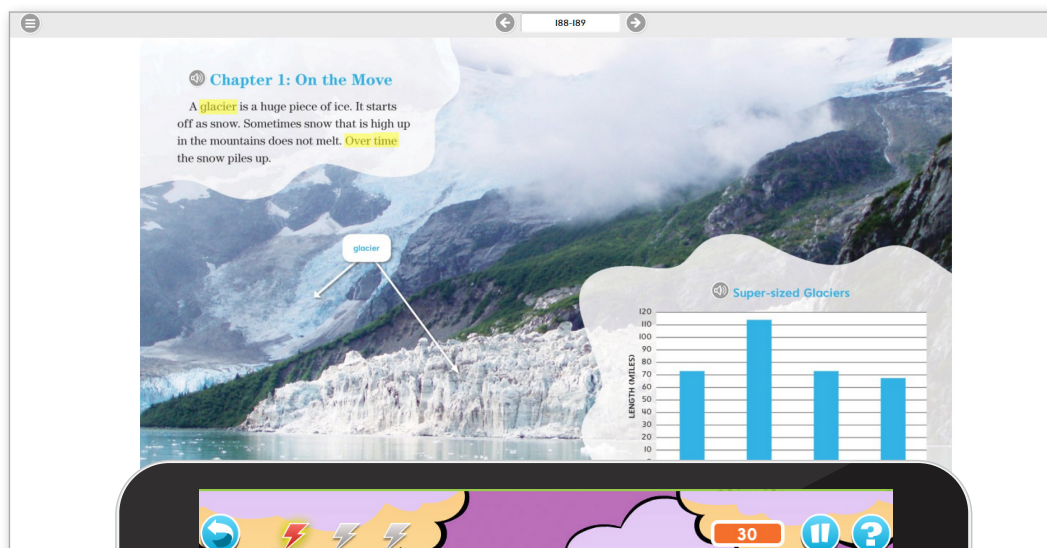 188-189
Chapter 1: On the Move
A glacier is a huge piece of ice. It starts
off as snow. Sometimes snow that is high up
in the mountains does not melt. Over time
the snow piles up.
glacier
Super-sized Glaciers
LENGTH (MILES)
120
110
100
90
80
70
60
50
40
30
20
10
30
?